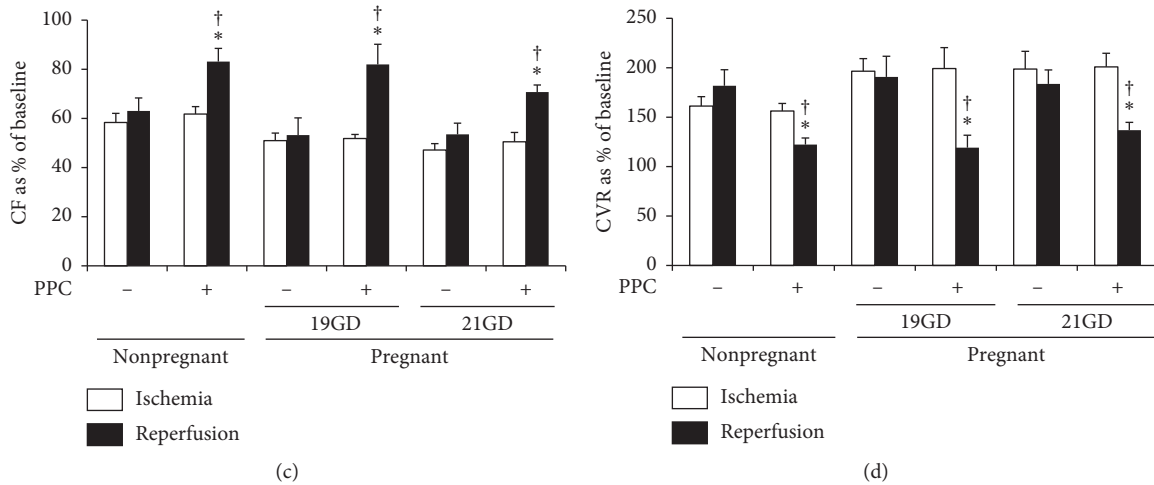 100
80
60
40
20
0
CF as % of baseline
† * † * † *
PPC – + – + – +
19GD 21GD
Nonpregnant Pregnant
Ischemia
Reperfusion
(c)
250
200
150
100
50
0
CVR as % of baseline
† * † * † *
PPC – + – + – +
19GD 21GD
Nonpregnant Pregnant
Ischemia
Reperfusion
(d)